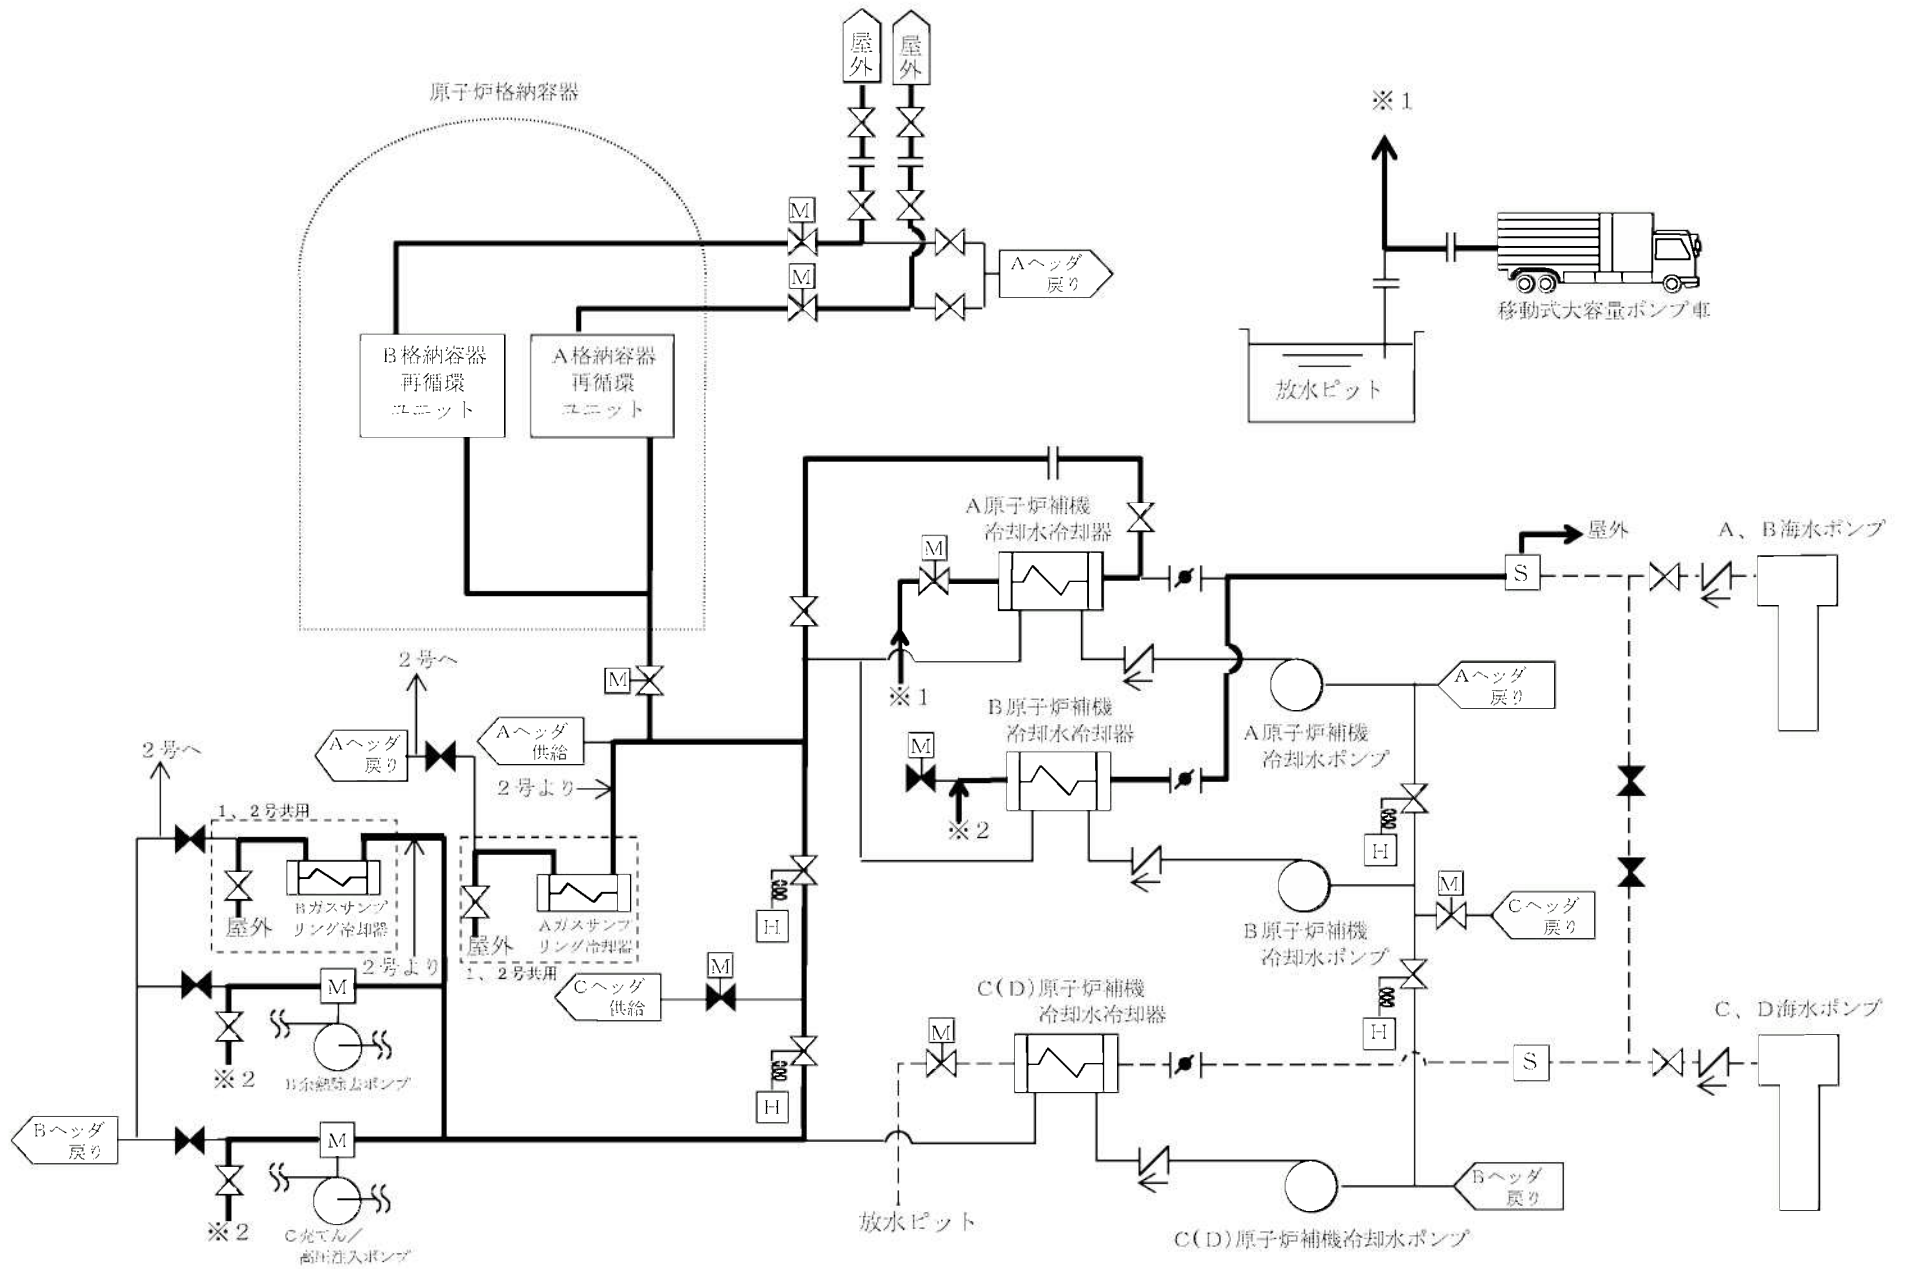 屋外
屋外
原子炉格納容器
※1
M
M
Aヘッダ
戻り
移動式大容量ポンプ車
B格納容器
再循環
ユニット
A格納容器
再循環
ユニット
放水ピット
A原子炉補機
冷却水冷却器
M
屋外
A、B海水ポンプ
S
2号へ
M
※1
Aヘッダ
戻り
B原子炉補機
冷却水冷却器
A原子炉補機
冷却水ポンプ
Aヘッダ
供給
Aヘッダ
戻り
2号へ
M
2号より
1、2号共用
※2
H
M
Cヘッダ
戻り
屋外
Bガスサンプ
リング冷却器
屋外
Aガスサンプ
リング冷却器
H
B原子炉補機
冷却水ポンプ
2号より
1、2号共用
M
M
Cヘッダ
供給
C(D)原子炉補機
冷却水冷却器
C、D海水ポンプ
M
H
S
※2
B余熱除去ポンプ
H
Bヘッダ
戻り
M
Bヘッダ
戻り
※2
C充てん／
高圧注入ポンプ
放水ピット
C(D)原子炉補機冷却水ポンプ